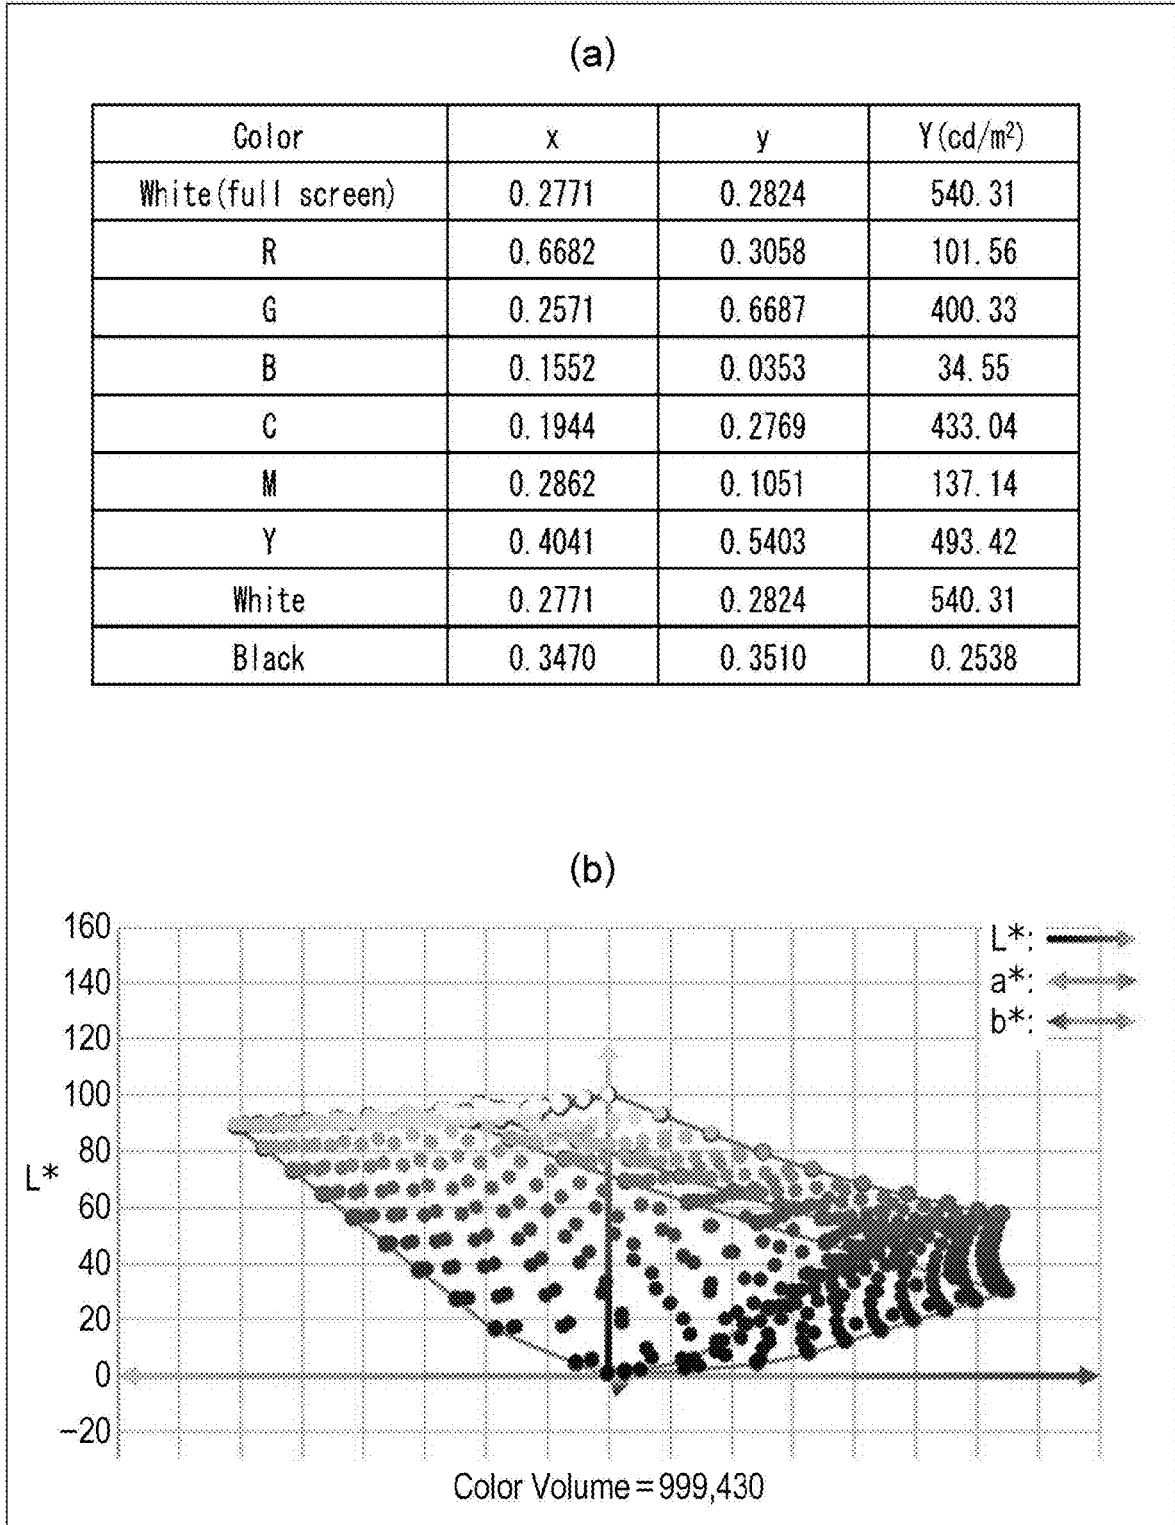 (a)
Color x y Y(cd/m²)
White(full screen) 0.2771 0.2824 540.31
R 0.6682 0.3058 101.56
G 0.2571 0.6687 400.33
B 0.1552 0.0353 34.55
C 0.1944 0.2769 433.04
M 0.2862 0.1051 137.14
Y 0.4041 0.5403 493.42
White 0.2771 0.2824 540.31
Black 0.3470 0.3510 0.2538
(b)
160
140
120
100
80
60
40
20
0
−20
L*
L*:
a*:
b*:
Color Volume=999,430